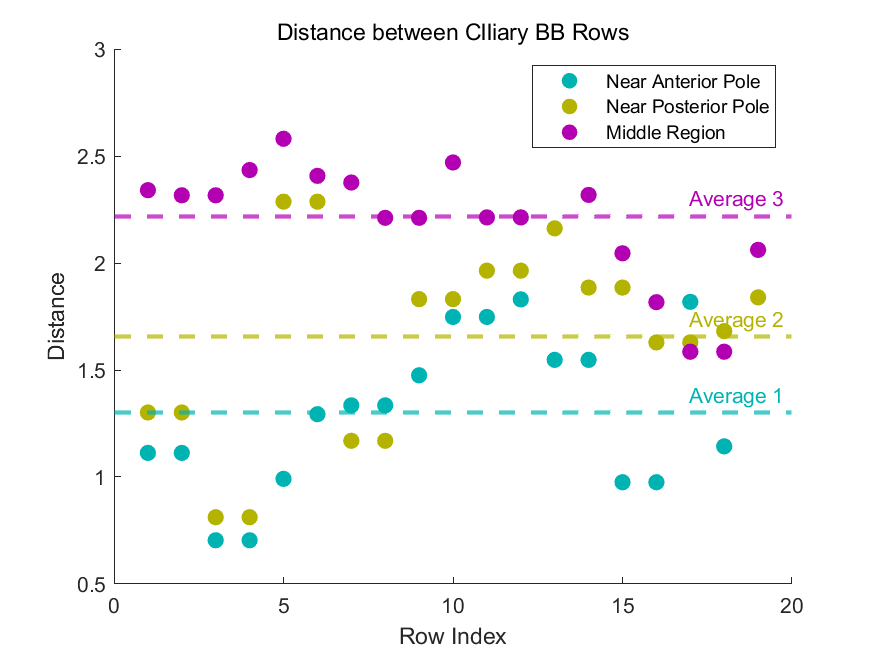 Distance between CIliary BB Rows
3
Near Anterior Pole
Near Posterior Pole
Middle Region
2.5
Average 3
2
Average 2
1.5
Average 1
1
0.5
0
5
10
15
20
Distance
Row Index